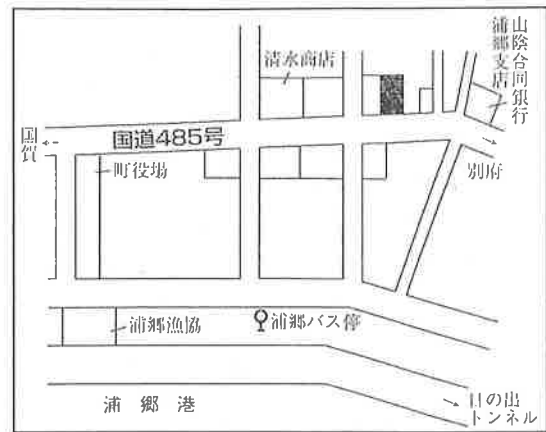 山陰合同銀行
浦郷支店
清水商店
国賀
国道485号
町役場
別府
浦郷漁協
浦郷バス停
浦郷港
日の出
トンネル